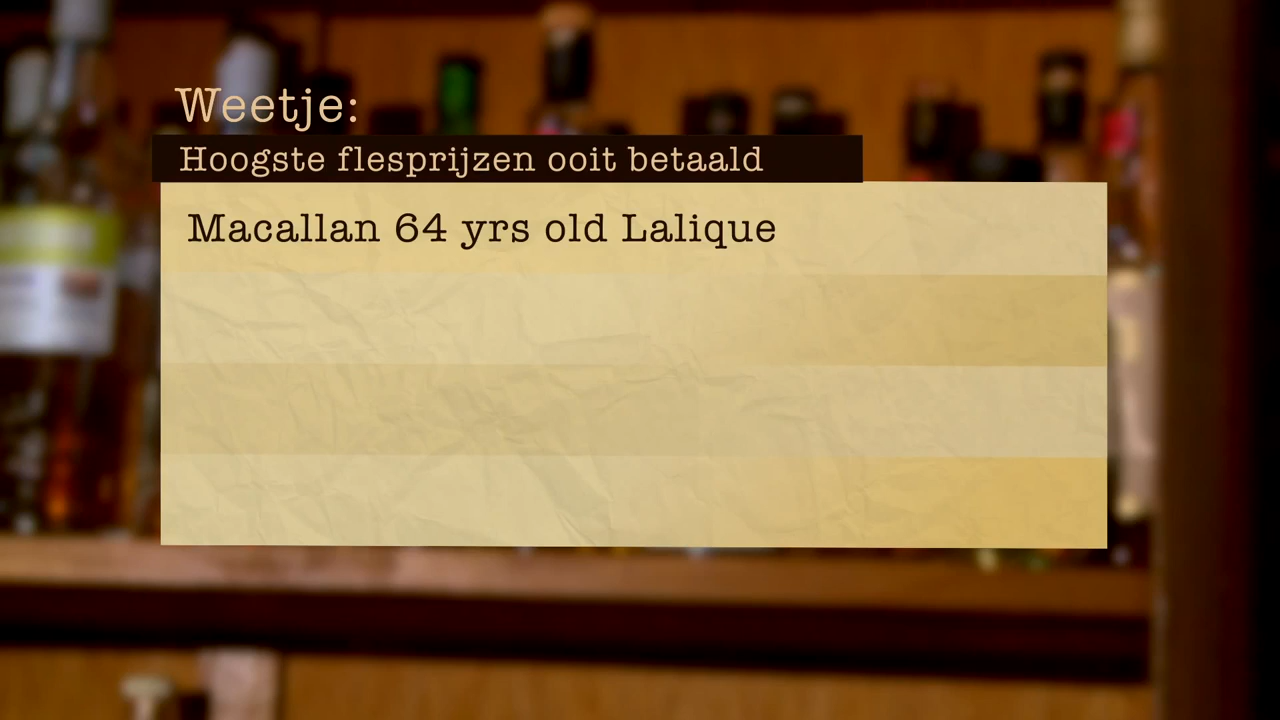 Weetje:
Hoogste flesprijzen ooit betaald
Macallan 64 yrs old Lalique